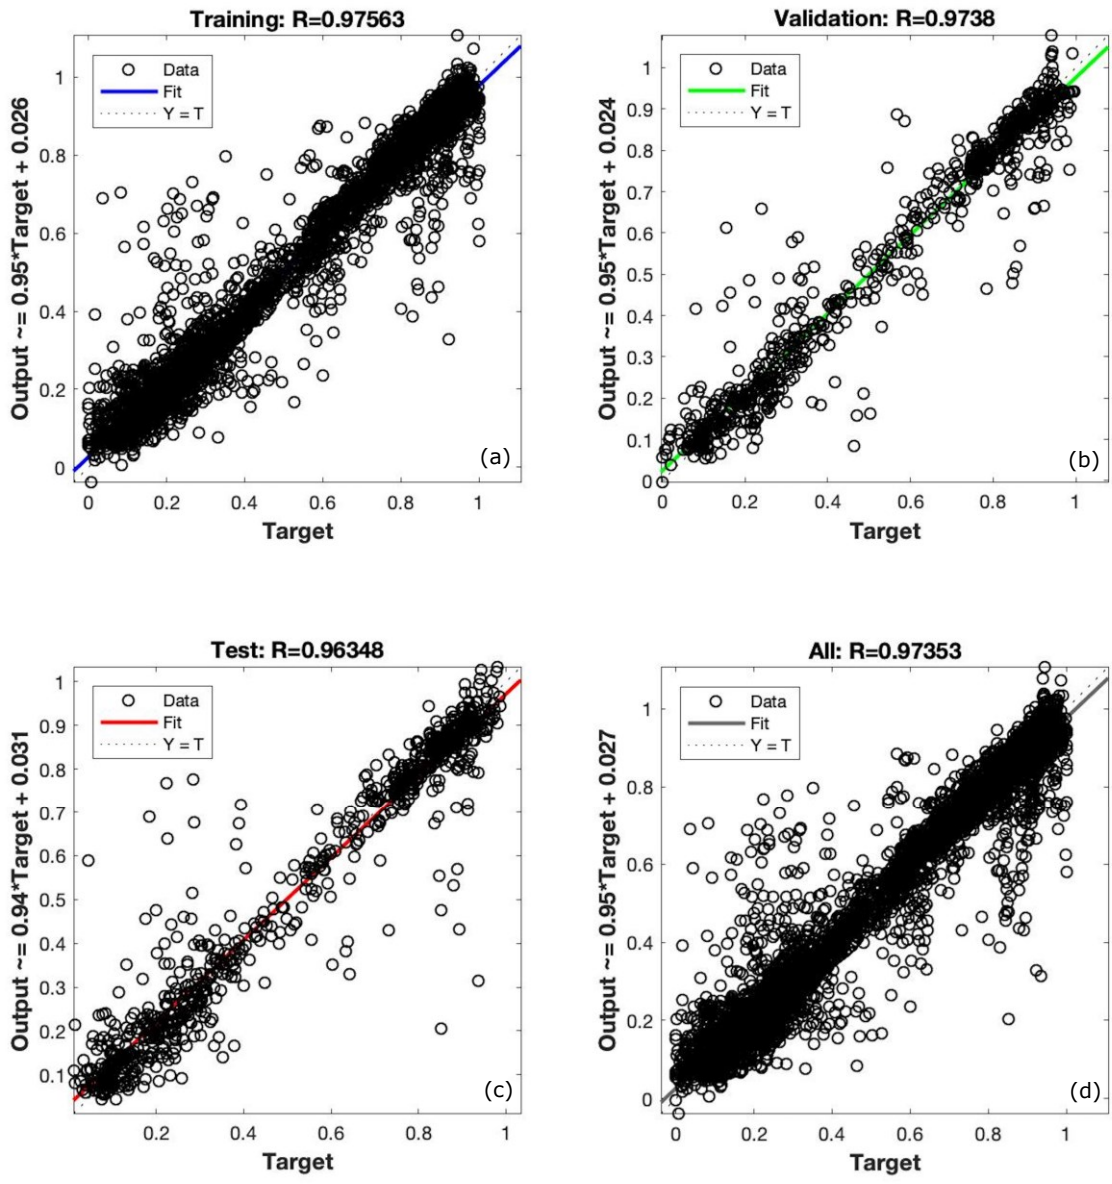 Training: R=0.97563
Output ~= 0.95*Target + 0.026
1
0.8
0.6
0.4
0.2
0
Data
Fit
Y = T
(a)
0 0.2 0.4 0.6 0.8 1
Target
Validation: R=0.9738
Output ~= 0.95*Target + 0.024
1
0.9
0.8
0.7
0.6
0.5
0.4
0.3
0.2
0.1
0
Data
Fit
Y = T
(b)
0 0.2 0.4 0.6 0.8 1
Target
Test: R=0.96348
Output ~= 0.94*Target + 0.031
1
0.9
0.8
0.7
0.6
0.5
0.4
0.3
0.2
0.1
Data
Fit
Y = T
(c)
0.2 0.4 0.6 0.8 1
Target
All: R=0.97353
Output ~= 0.95*Target + 0.027
1
0.8
0.6
0.4
0.2
0
Data
Fit
Y = T
(d)
0 0.2 0.4 0.6 0.8 1
Target